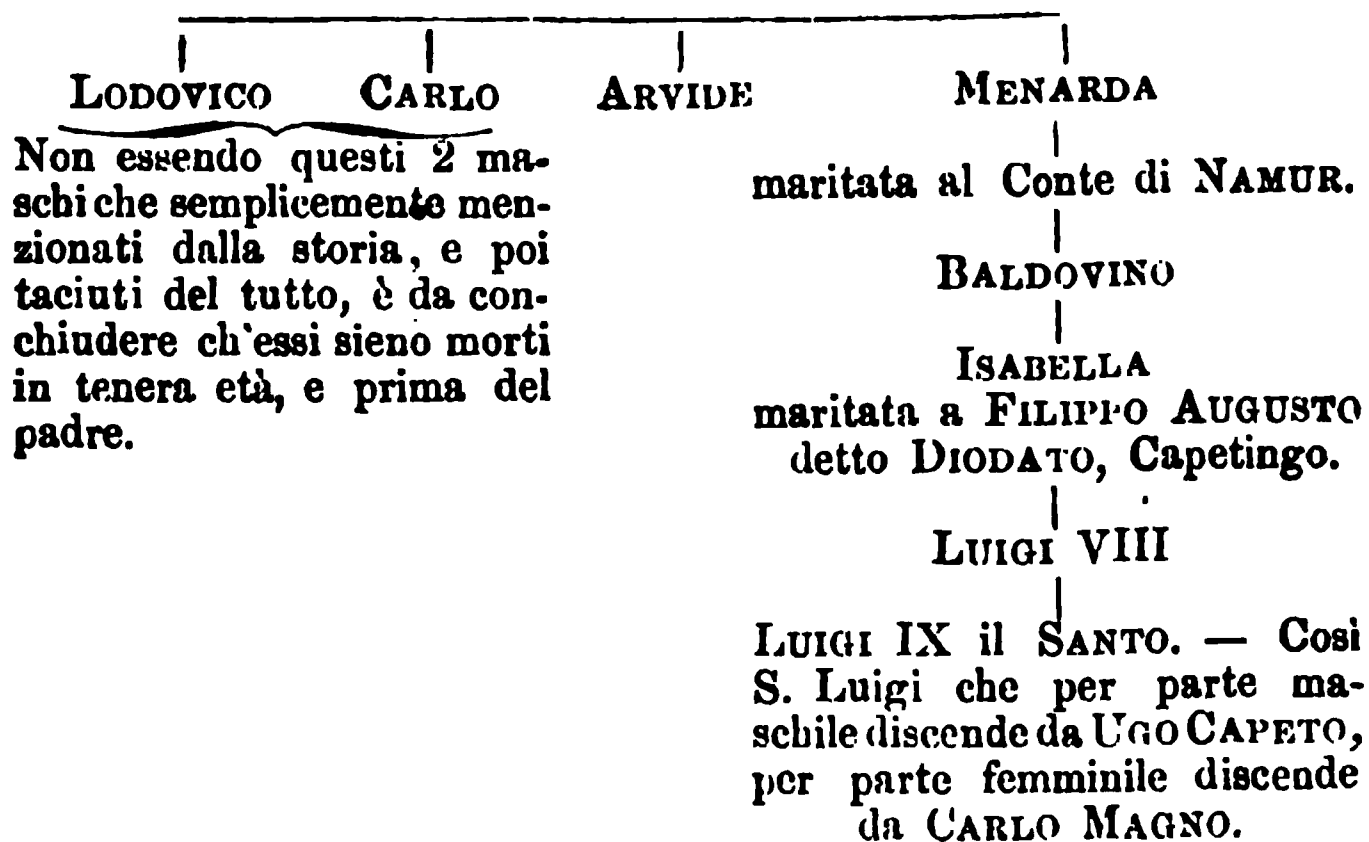 LODOVICO CARLO ARVIDE MENARDA
Non essendo questi 2 ma-
schi che semplicemente men-
zionati dalla storia, e poi
taciuti del tutto, è da con-
chiudere ch'essi sieno morti
in tenera età, e prima del
padre.
maritata al Conte di NAMUR.
BALDOVINO
ISABELLA
maritata a FILIPPO AUGUSTO
detto DIODATO, Capetingo.
LUIGI VIII
LUIGI IX il SANTO. — Così
S. Luigi che per parte ma-
schile discende da UGO CAPETO,
per parte femminile discende
da CARLO MAGNO.